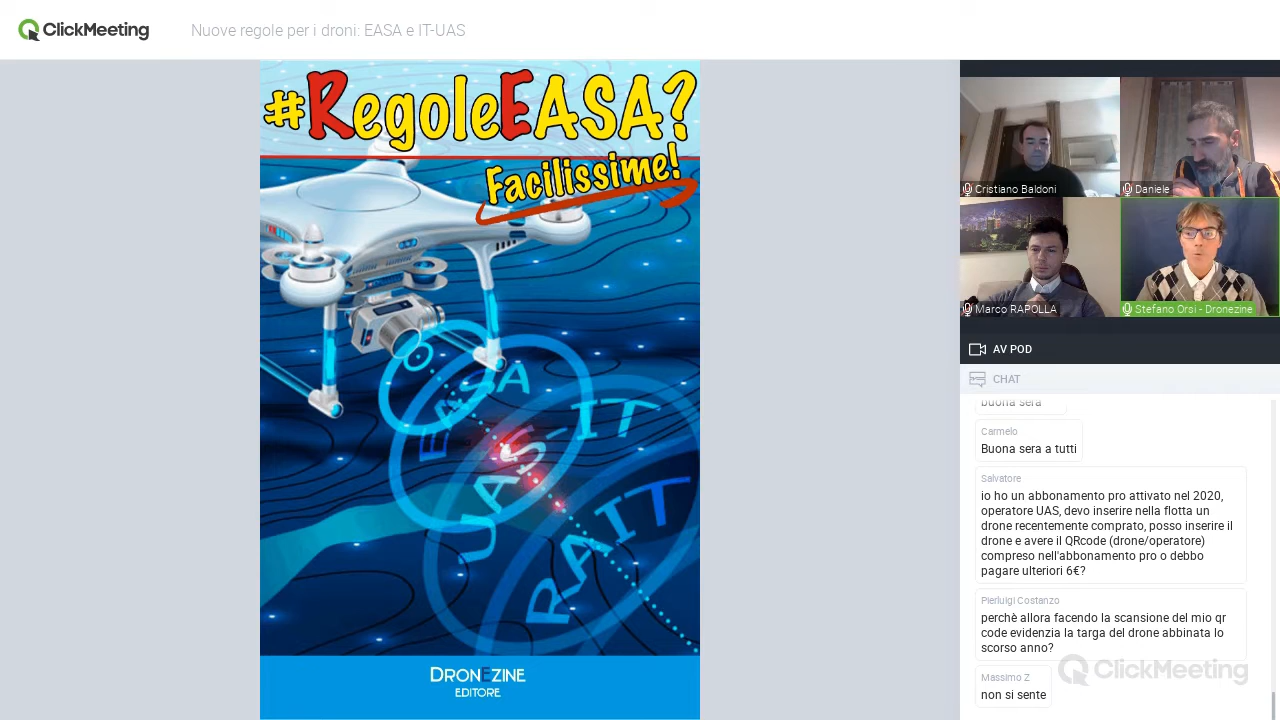 ClickMeeting
Nuove regole per i droni: EASA e IT-UAS
#RegoleEASA?
Facilissime!
EASA
UAS-IT
RAIT
DRONEZINE
EDITORE
Cristiano Baldoni
Daniele
Marco RAPOLLA
Stefano Orsi - Dronezine
AV POD
CHAT
buona sera
Carmelo
Buona sera a tutti
Salvatore
io ho un abbonamento pro attivato nel 2020,
operatore UAS, devo inserire nella flotta un
drone recentemente comprato, posso inserire il
drone e avere il QRcode (drone/operatore)
compreso nell'abbonamento pro o debbo
pagare ulteriori 6€?
Pierluigi Costanzo
perchè allora facendo la scansione del mio qr
code evidenzia la targa del drone abbinata lo
scorso anno?
Massimo Z
non si sente
ClickMeeting